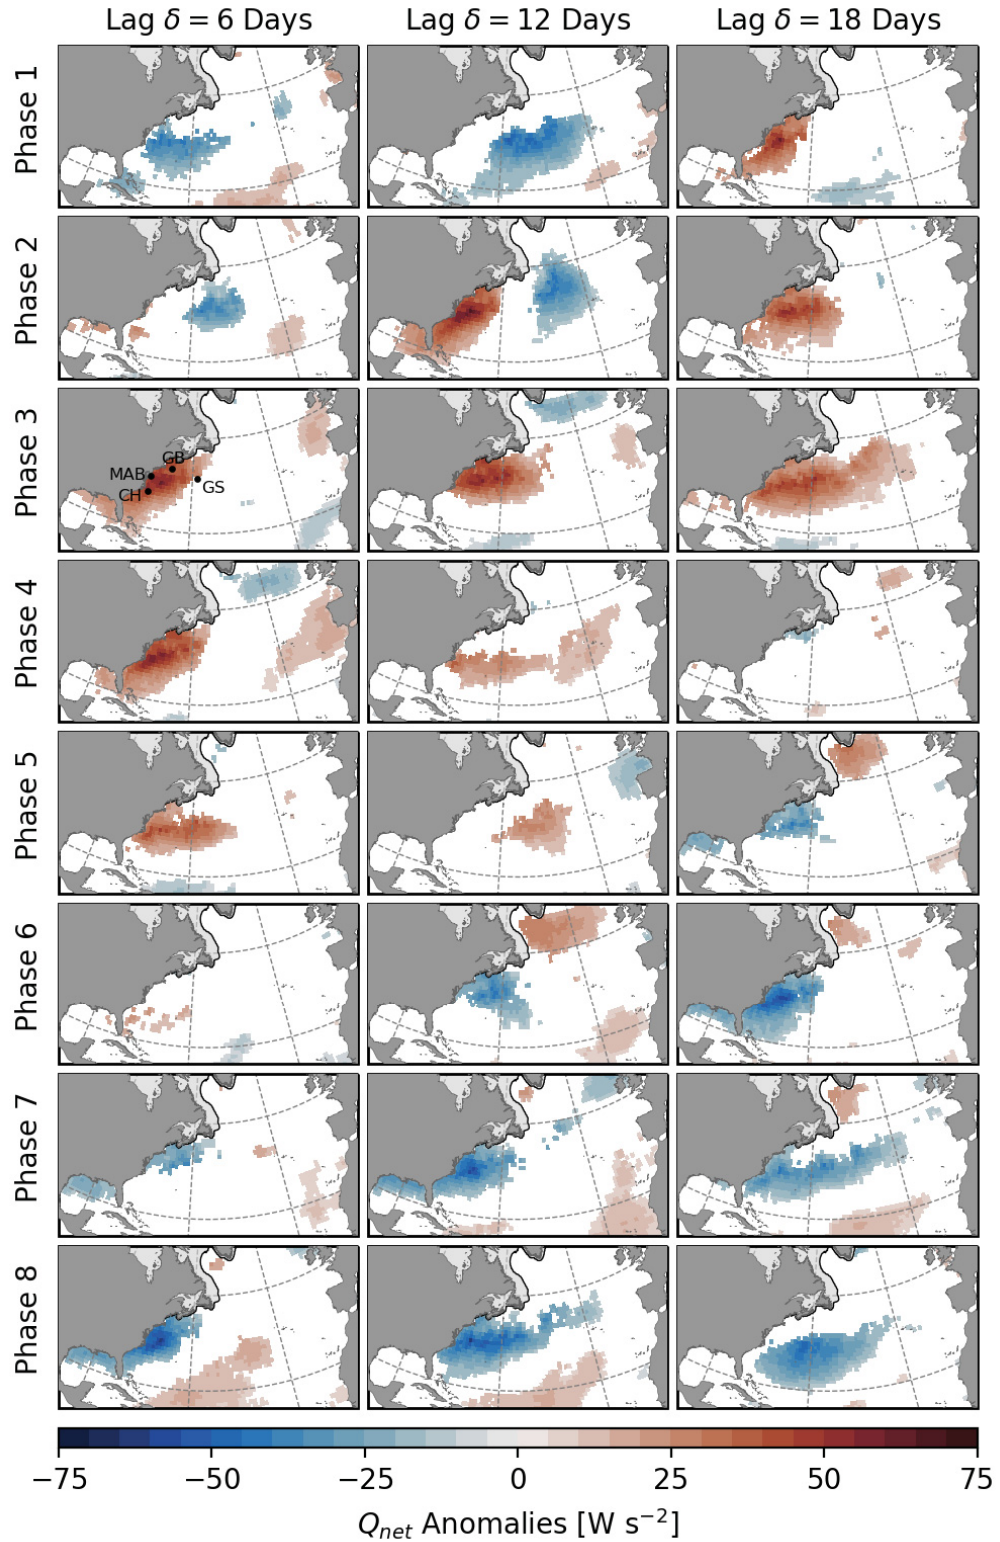 Lag δ = 6 Days Lag δ = 12 Days Lag δ = 18 Days
Phase 1
Phase 2
Phase 3
GB
MAB
GS
CH
Phase 4
Phase 5
Phase 6
Phase 7
Phase 8
−75 −50 −25 0 25 50 75
Qnet Anomalies [W s⁻²]